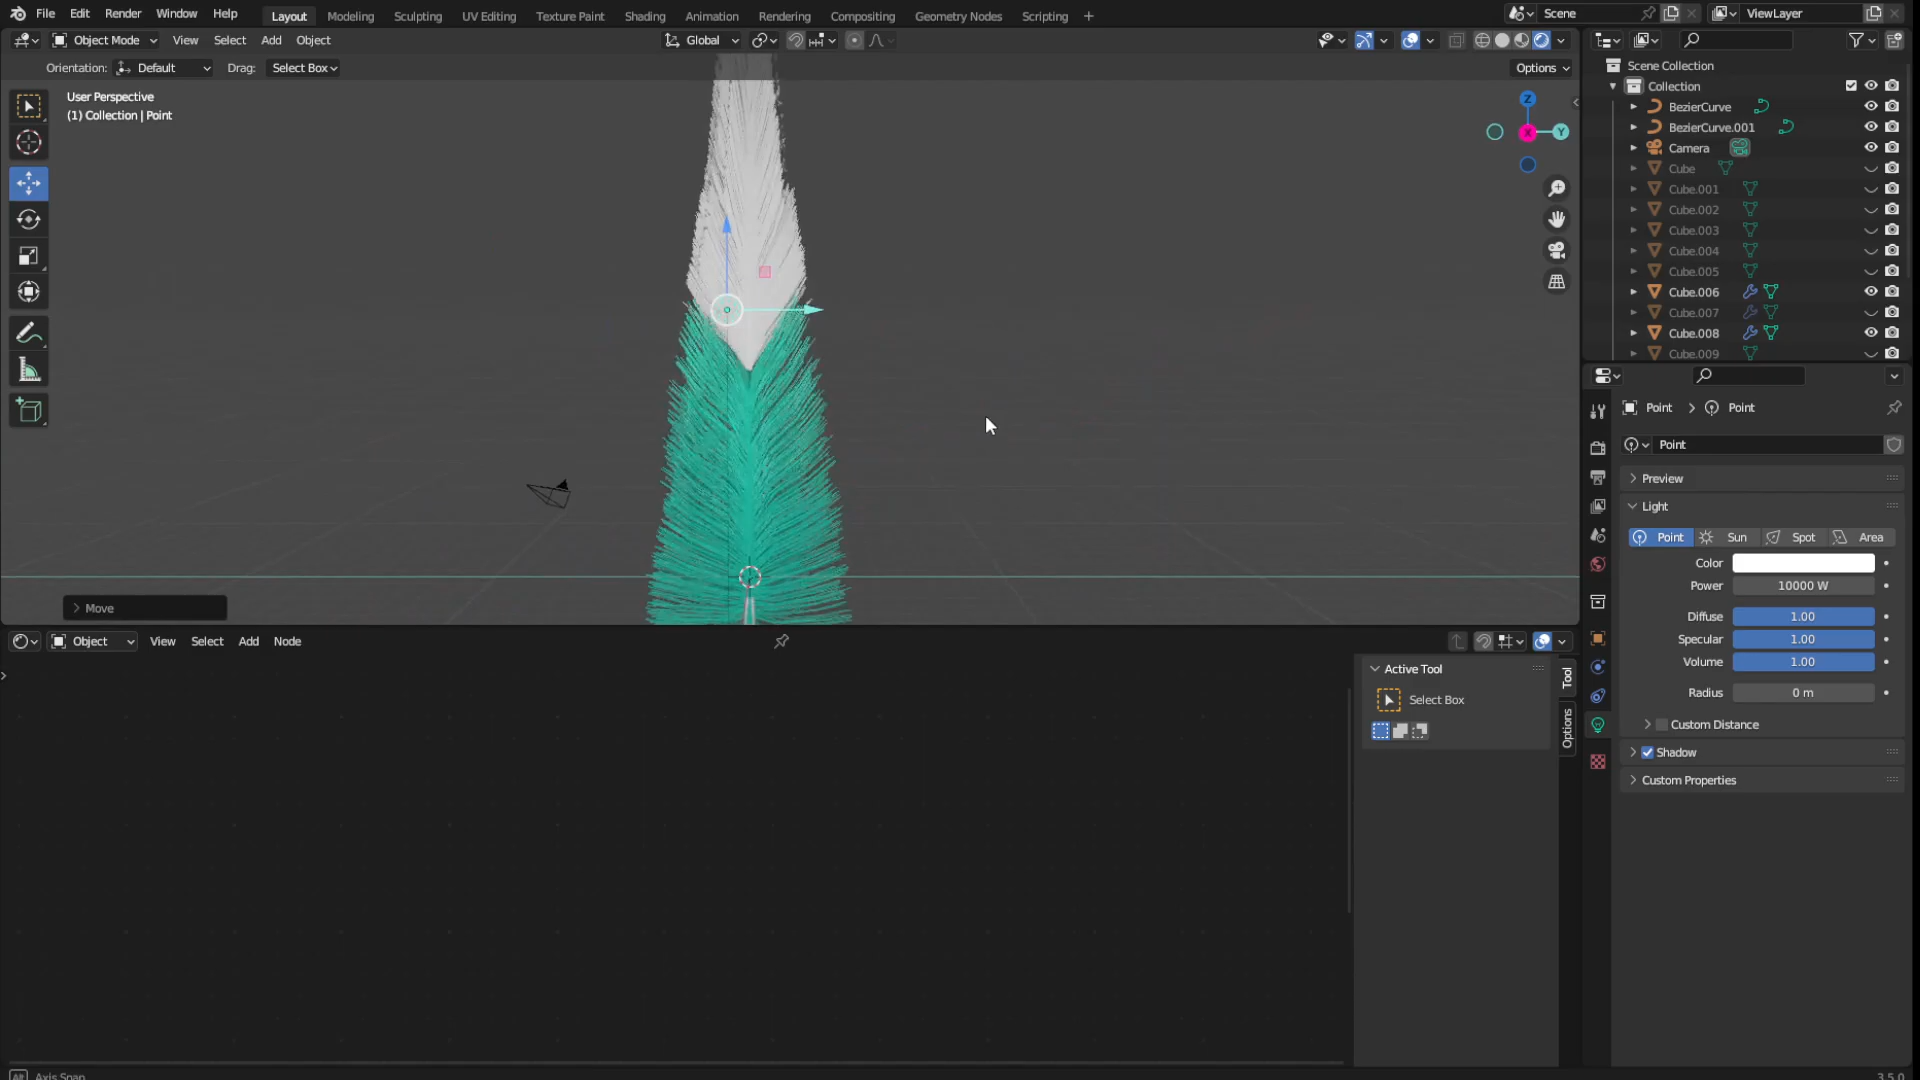 File Edit Render Window Help Layout Modeling Sculpting UV Editing Texture Paint Shading Animation Rendering Compositing Geometry Nodes Scripting + Scene ViewLayer
Object Mode View Select Add Object Global
Orientation: Default Drag: Select Box Options
User Perspective
(1) Collection | Point
Z
X
Y
Move
Scene Collection
Collection
BezierCurve
BezierCurve.001
Camera
Cube
Cube.001
Cube.002
Cube.003
Cube.004
Cube.005
Cube.006
Cube.007
Cube.008
Cube.009
Point > Point
Point
Preview
Light
Point Sun Spot Area
Color
Power 10000 W
Diffuse 1.00
Specular 1.00
Volume 1.00
Radius 0 m
Custom Distance
Shadow
Custom Properties
Object View Select Add Node
Active Tool
Select Box
Tool
Options
Alt Axis Snap
3.5.0